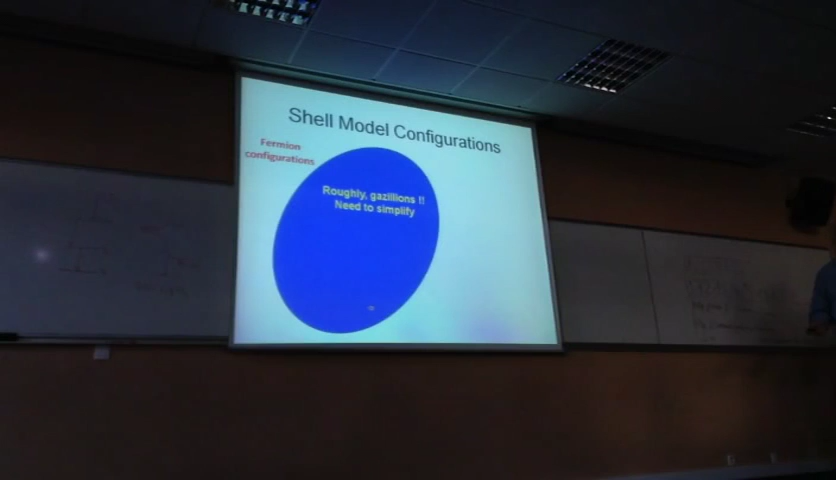 Shell Model Configurations
Fermion
configurations
Roughly, gazillions !!
Need to simplify